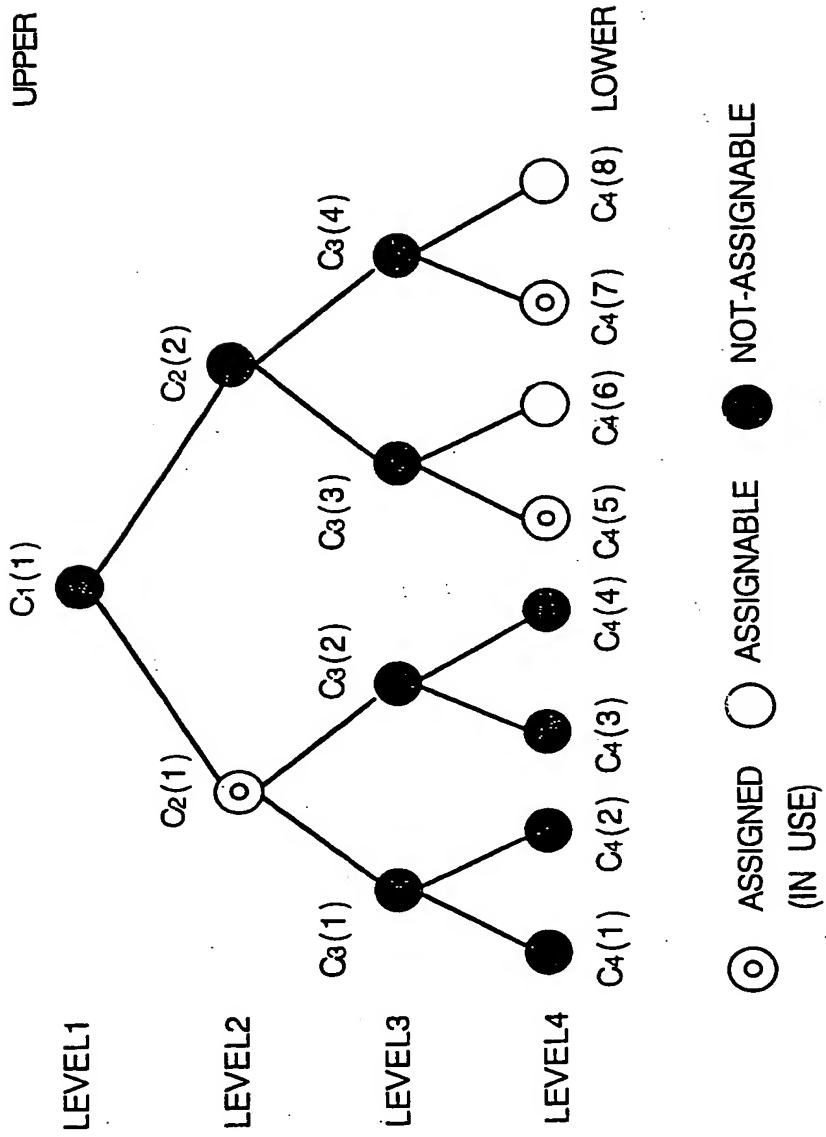 UPPER
LEVEL1
C1(1)
LEVEL2
C2(1)
C2(2)
LEVEL3
C3(1)
C3(2)
C3(3)
C3(4)
LEVEL4
C4(1)
C4(2)
C4(3)
C4(4)
C4(5)
C4(6)
C4(7)
C4(8)
LOWER
ASSIGNED
(IN USE)
ASSIGNABLE
NOT-ASSIGNABLE